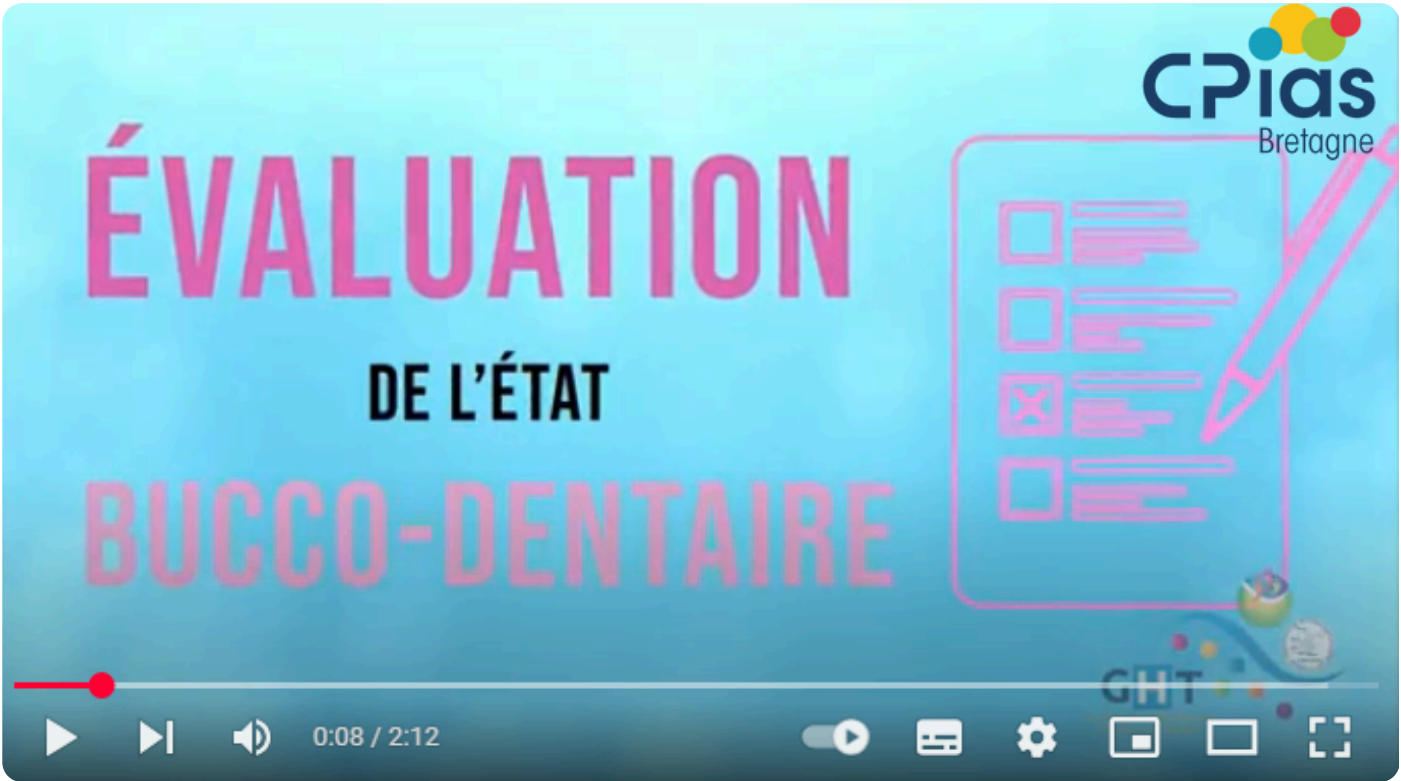 CPias
Bretagne
ÉVALUATION
DE L'ÉTAT
BUCCO-DENTAIRE
GHT
0:08 / 2:12